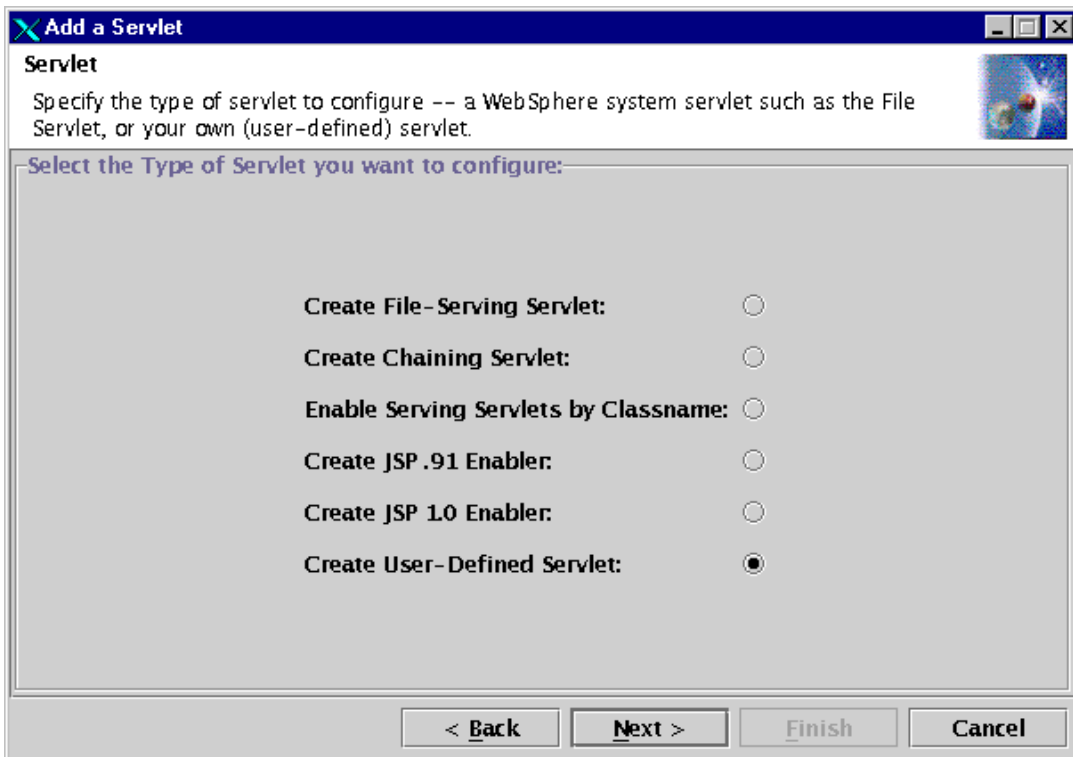 Add a Servlet
Servlet
Specify the type of servlet to configure -- a WebSphere system servlet such as the File
Servlet, or your own (user-defined) servlet.
Select the Type of Servlet you want to configure:
Create File-Serving Servlet:
Create Chaining Servlet:
Enable Serving Servlets by Classname:
Create JSP .91 Enabler:
Create JSP 1.0 Enabler:
Create User-Defined Servlet:
< Back Next > Finish Cancel